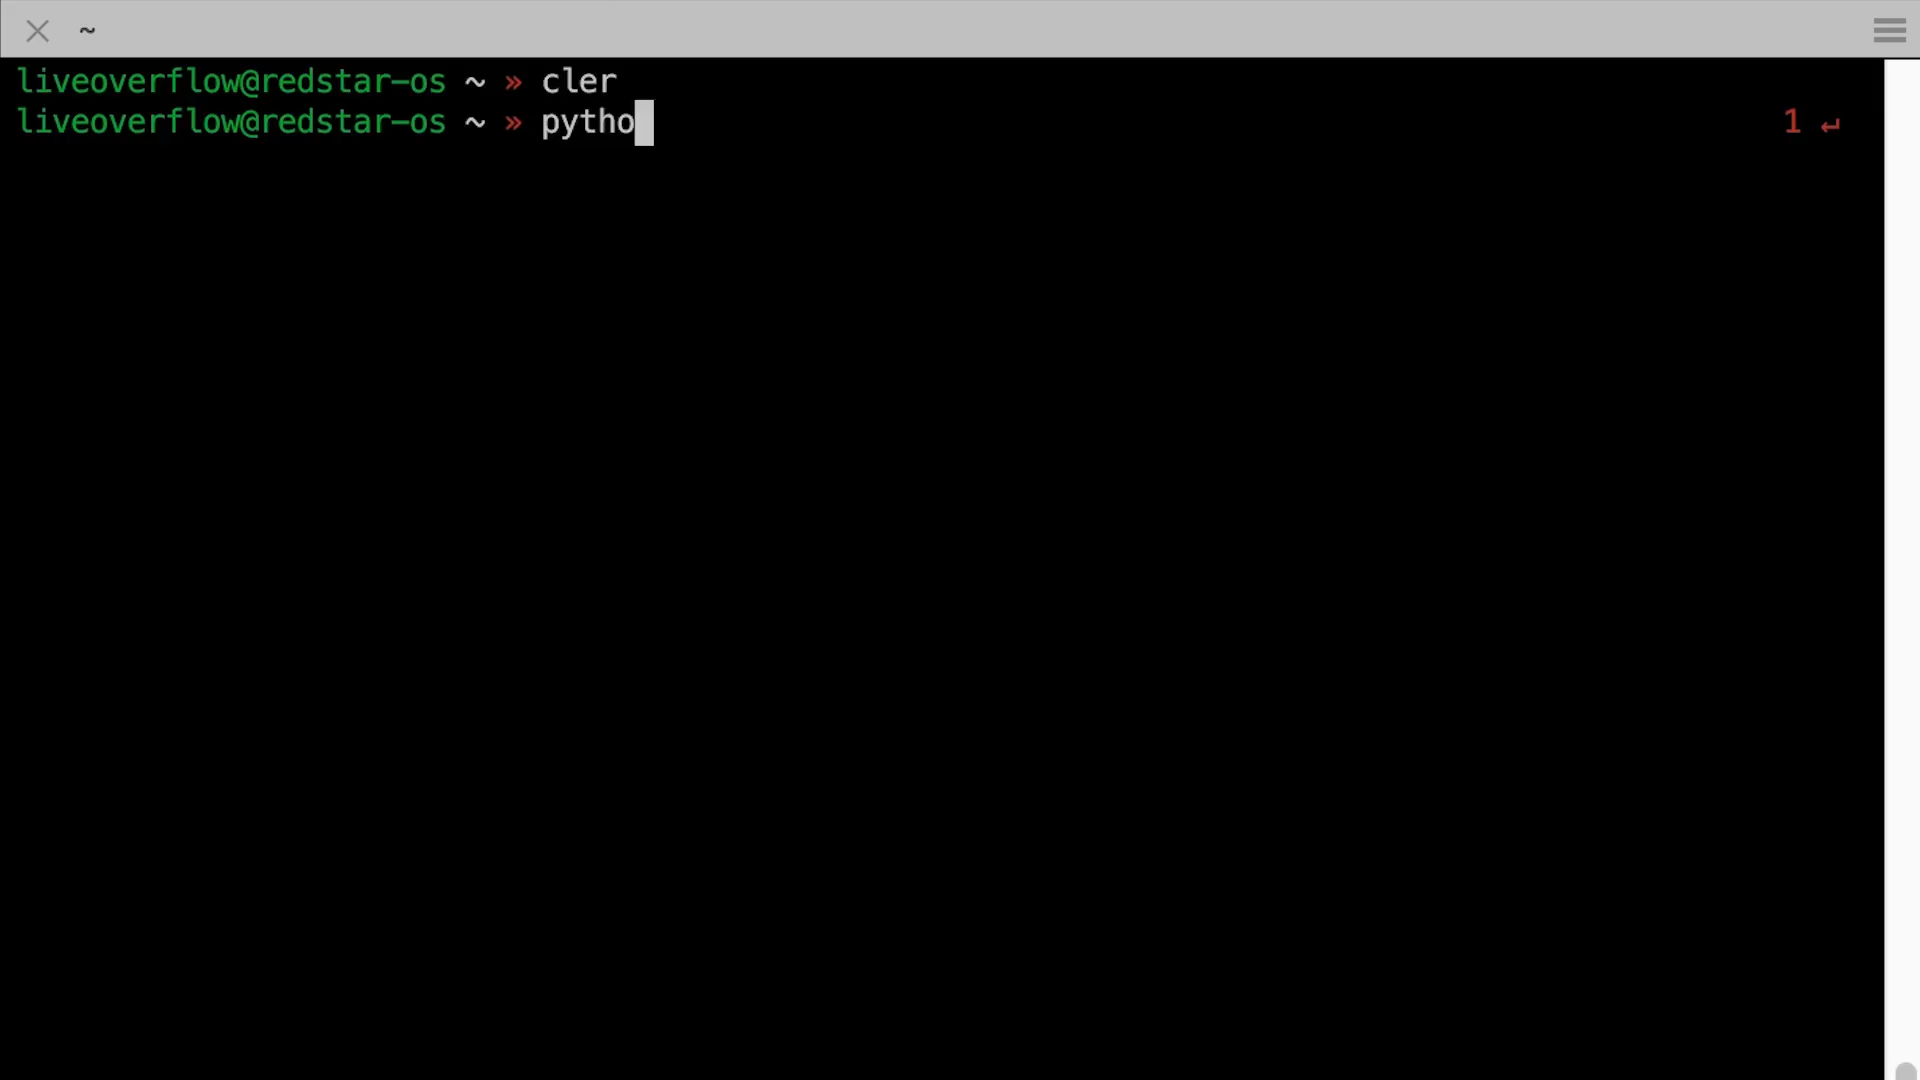 ~
liveoverflow@redstar-os ~ » cler
liveoverflow@redstar-os ~ » pytho 1 ↵